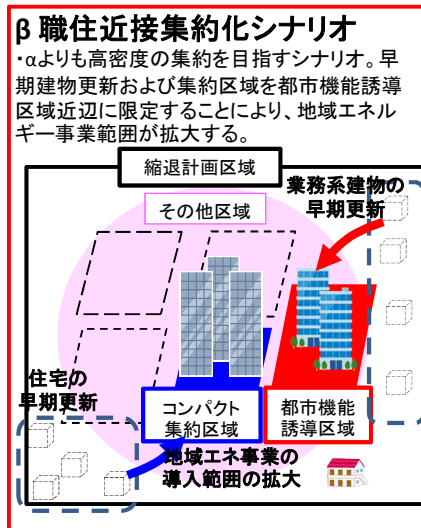 β 職住近接集約化シナリオ
・αよりも高密度の集約を目指すシナリオ。早
期建物更新および集約区域を都市機能誘導
区域近辺に限定することにより、地域エネル
ギー事業範囲が拡大する。
縮退計画区域
業務系建物の
早期更新
その他区域
住宅の
早期更新
コンパクト
集約区域
都市機能
誘導区域
地域エネ事業の
導入範囲の拡大